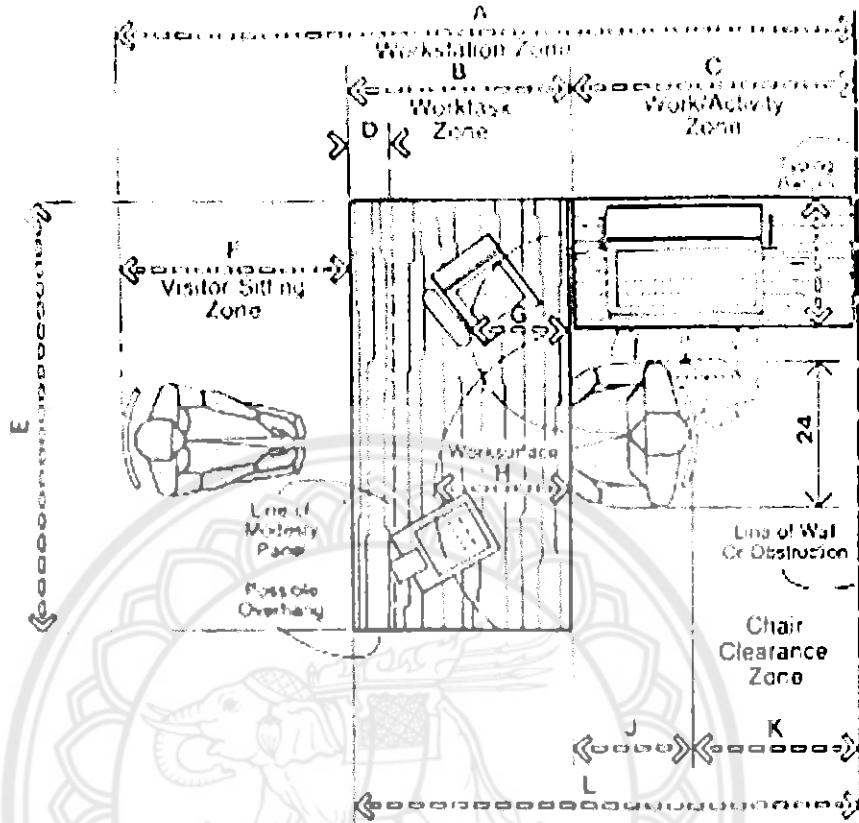 A
Workstation Zone
B
Worktask
Zone
C
Work/Activity
Zone
D
E
F
Visitor Sitting
Zone
G
24
Worksurface
H
Line of
Modesty
Panel
Possible
Overhang
Line of Wall
Or Obstruction
Chair
Clearance
Zone
J
K
L